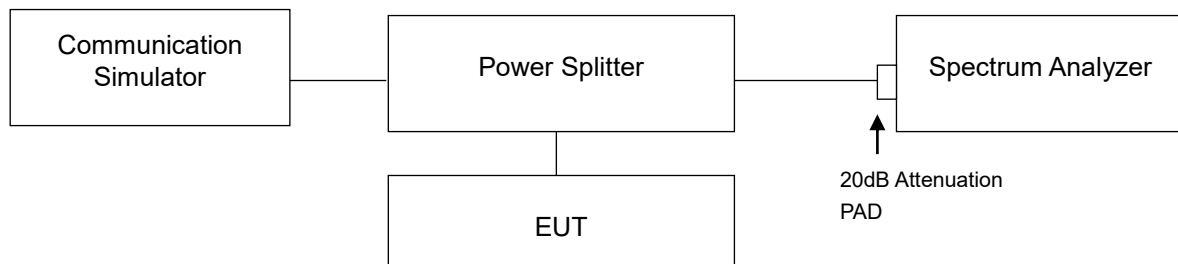 Communication
Simulator
Power Splitter
Spectrum Analyzer
20dB Attenuation
PAD
EUT